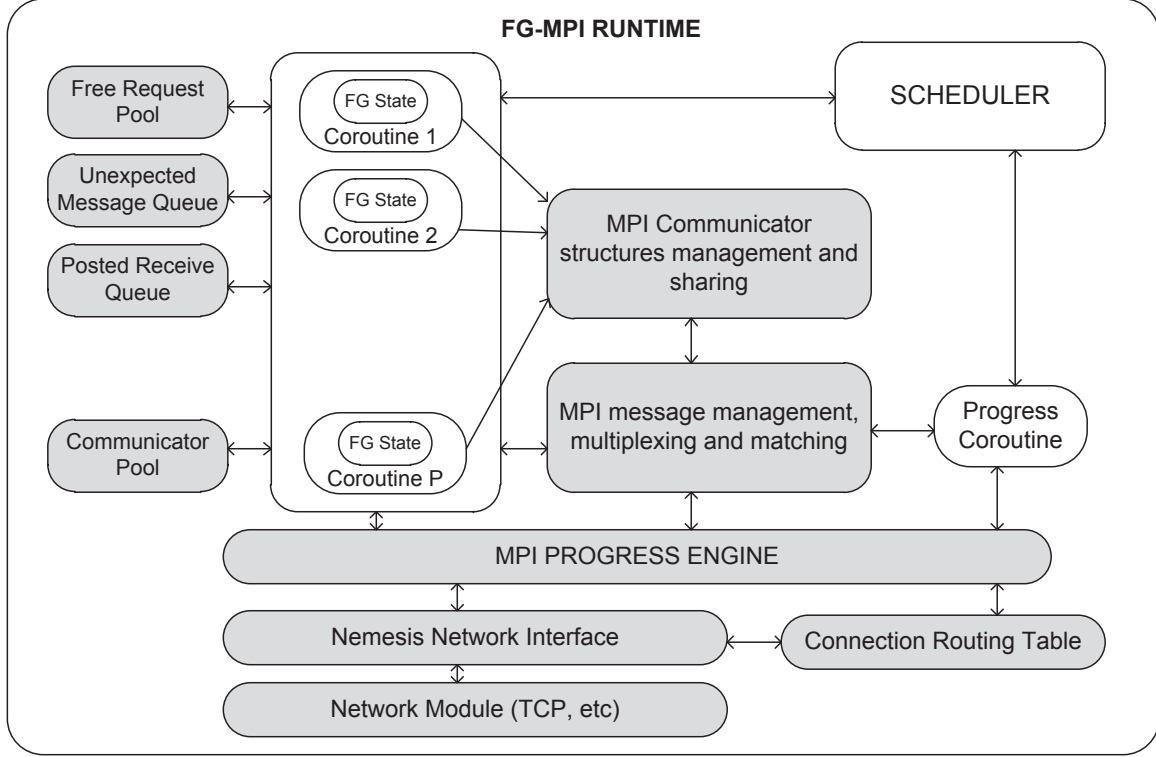 FG-MPI RUNTIME
Free Request
Pool
Unexpected
Message Queue
Posted Receive
Queue
Communicator
Pool
FG State
Coroutine 1
FG State
Coroutine 2
FG State
Coroutine P
SCHEDULER
MPI Communicator
structures management and
sharing
MPI message management,
multiplexing and matching
Progress
Coroutine
MPI PROGRESS ENGINE
Nemesis Network Interface
Connection Routing Table
Network Module (TCP, etc)